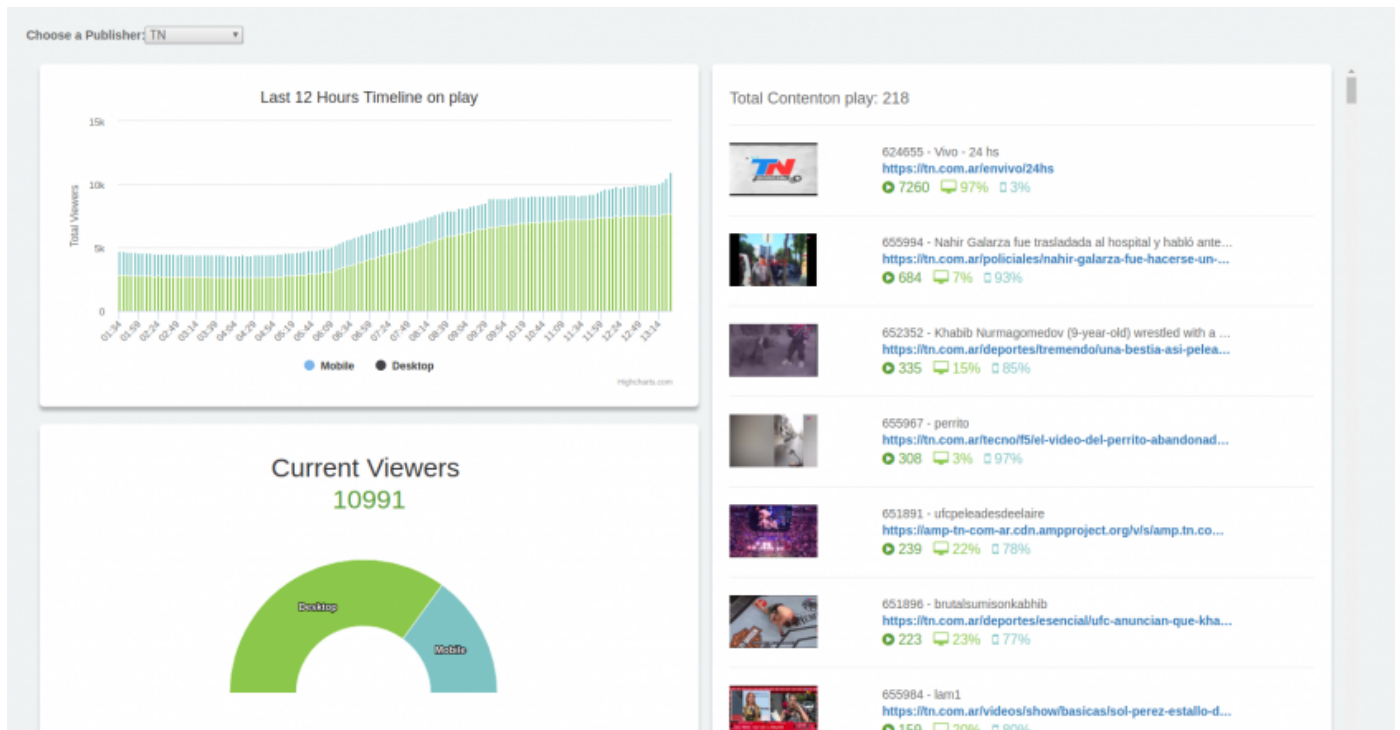 Choose a Publisher: TN
Last 12 Hours Timeline on play
15k
10k
5k
0
Total Viewers
01:34 01:59 02:24 02:49 03:14 03:39 04:04 04:29 04:54 05:19 05:44 06:09 06:34 06:59 07:24 07:49 08:14 08:39 09:04 09:29 09:54 10:19 10:44 11:09 11:34 11:59 12:24 12:49 13:14
Mobile Desktop
Highcharts.com
Current Viewers
10991
Desktop
Mobile
Total Contenton play: 218
TN
624655 - Vivo - 24 hs
https://tn.com.ar/envivo/24hs
7260 97% 3%
655994 - Nahir Galarza fue trasladada al hospital y habló ante...
https://tn.com.ar/policiales/nahir-galarza-fue-hacerse-un-...
684 7% 93%
652352 - Khabib Nurmagomedov (9-year-old) wrestled with a ...
https://tn.com.ar/deportes/tremendo/una-bestia-asi-pelea...
335 15% 85%
655967 - perrito
https://tn.com.ar/tecno/f5/el-video-del-perrito-abandonad...
308 3% 97%
651891 - ufcpeleadesdeelaire
https://amp-tn-com-ar.cdn.ampproject.org/v/s/amp.tn.co...
239 22% 78%
651896 - brutalsumisonkabhib
https://tn.com.ar/deportes/esencial/ufc-anuncian-que-kha...
223 23% 77%
655984 - lam1
https://tn.com.ar/videos/show/basicas/sol-perez-estallo-d...
159 20% 80%